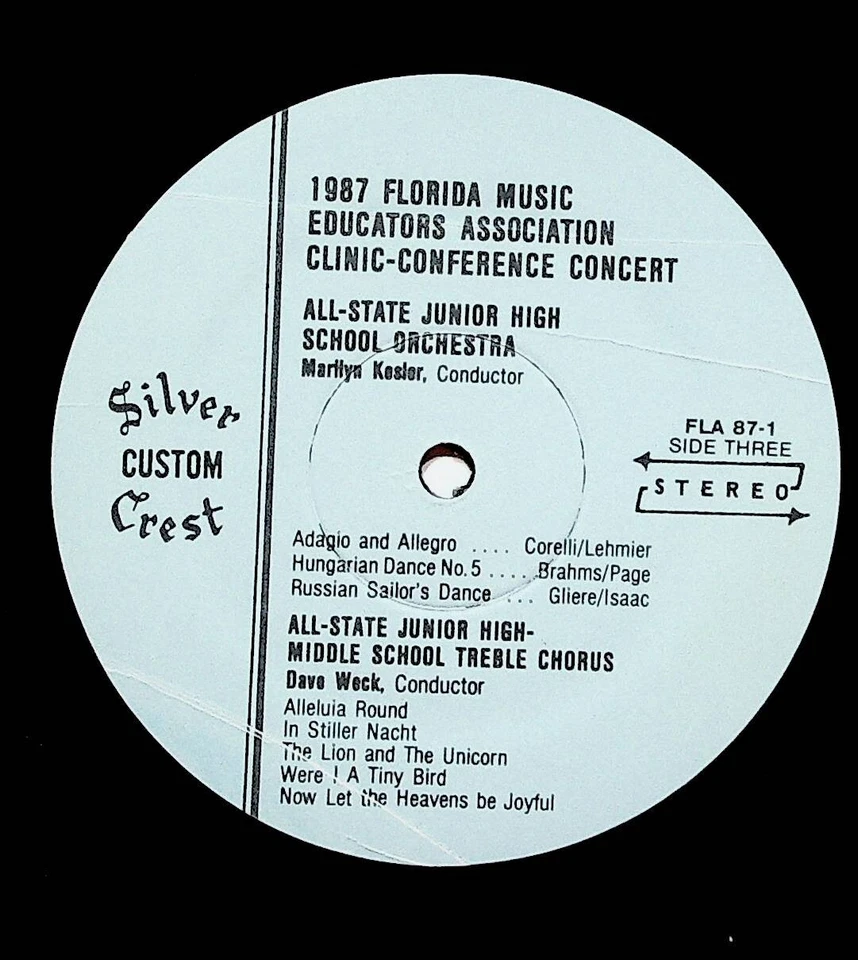 1987 FLORIDA MUSIC
EDUCATORS ASSOCIATION
CLINIC-CONFERENCE CONCERT
ALL-STATE JUNIOR HIGH
SCHOOL ORCHESTRA
Marilyn Kesler, Conductor
Silver
CUSTOM
Crest
FLA 87-1
SIDE THREE
STEREO
Adagio and Allegro .... Corelli/Lehmier
Hungarian Dance No. 5 ..... Brahms/Page
Russian Sailor's Dance ... Gliere/Isaac
ALL-STATE JUNIOR HIGH-
MIDDLE SCHOOL TREBLE CHORUS
Dave Weck, Conductor
Alleluia Round
In Stiller Nacht
The Lion and The Unicorn
Were I A Tiny Bird
Now Let the Heavens be Joyful